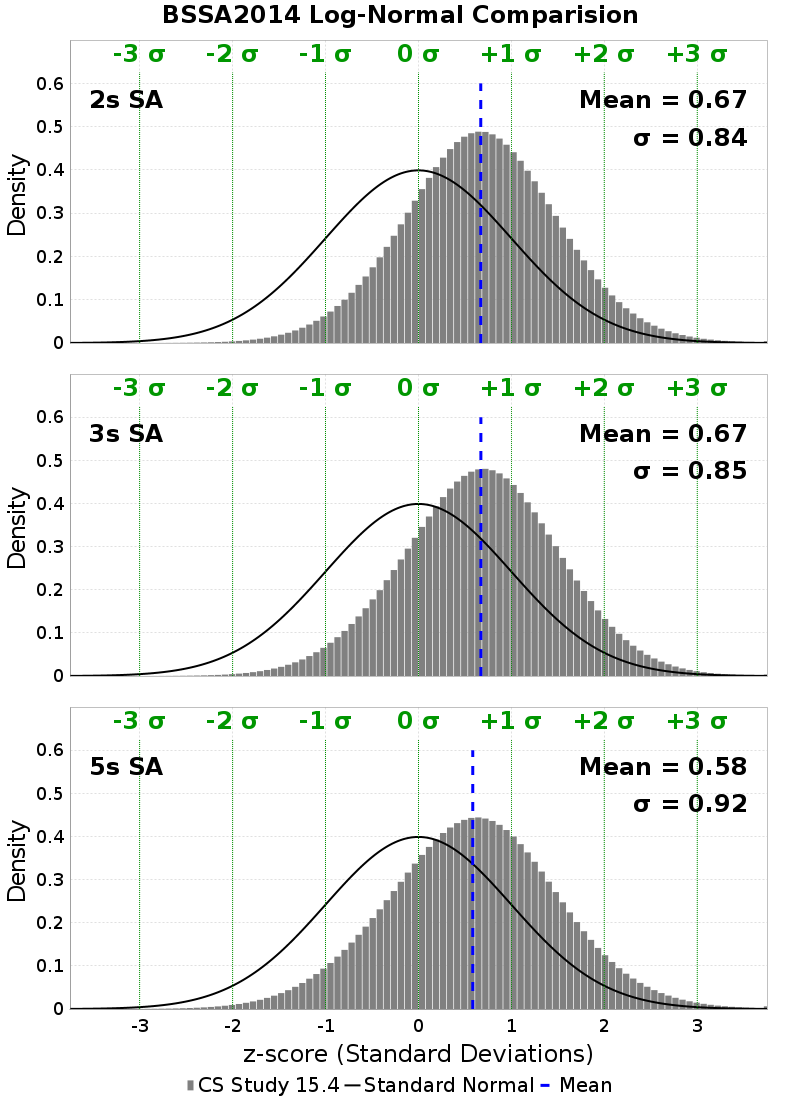 BSSA2014 Log-Normal Comparision
-3 σ -2 σ -1 σ 0 σ +1 σ +2 σ +3 σ
2s SA
Mean = 0.67
σ = 0.84
0.6
0.5
0.4
0.3
0.2
0.1
0
Density
-3 σ -2 σ -1 σ 0 σ +1 σ +2 σ +3 σ
3s SA
Mean = 0.67
σ = 0.85
0.6
0.5
0.4
0.3
0.2
0.1
0
Density
-3 σ -2 σ -1 σ 0 σ +1 σ +2 σ +3 σ
5s SA
Mean = 0.58
σ = 0.92
0.6
0.5
0.4
0.3
0.2
0.1
0
Density
-3 -2 -1 0 1 2 3
z-score (Standard Deviations)
CS Study 15.4 Standard Normal Mean